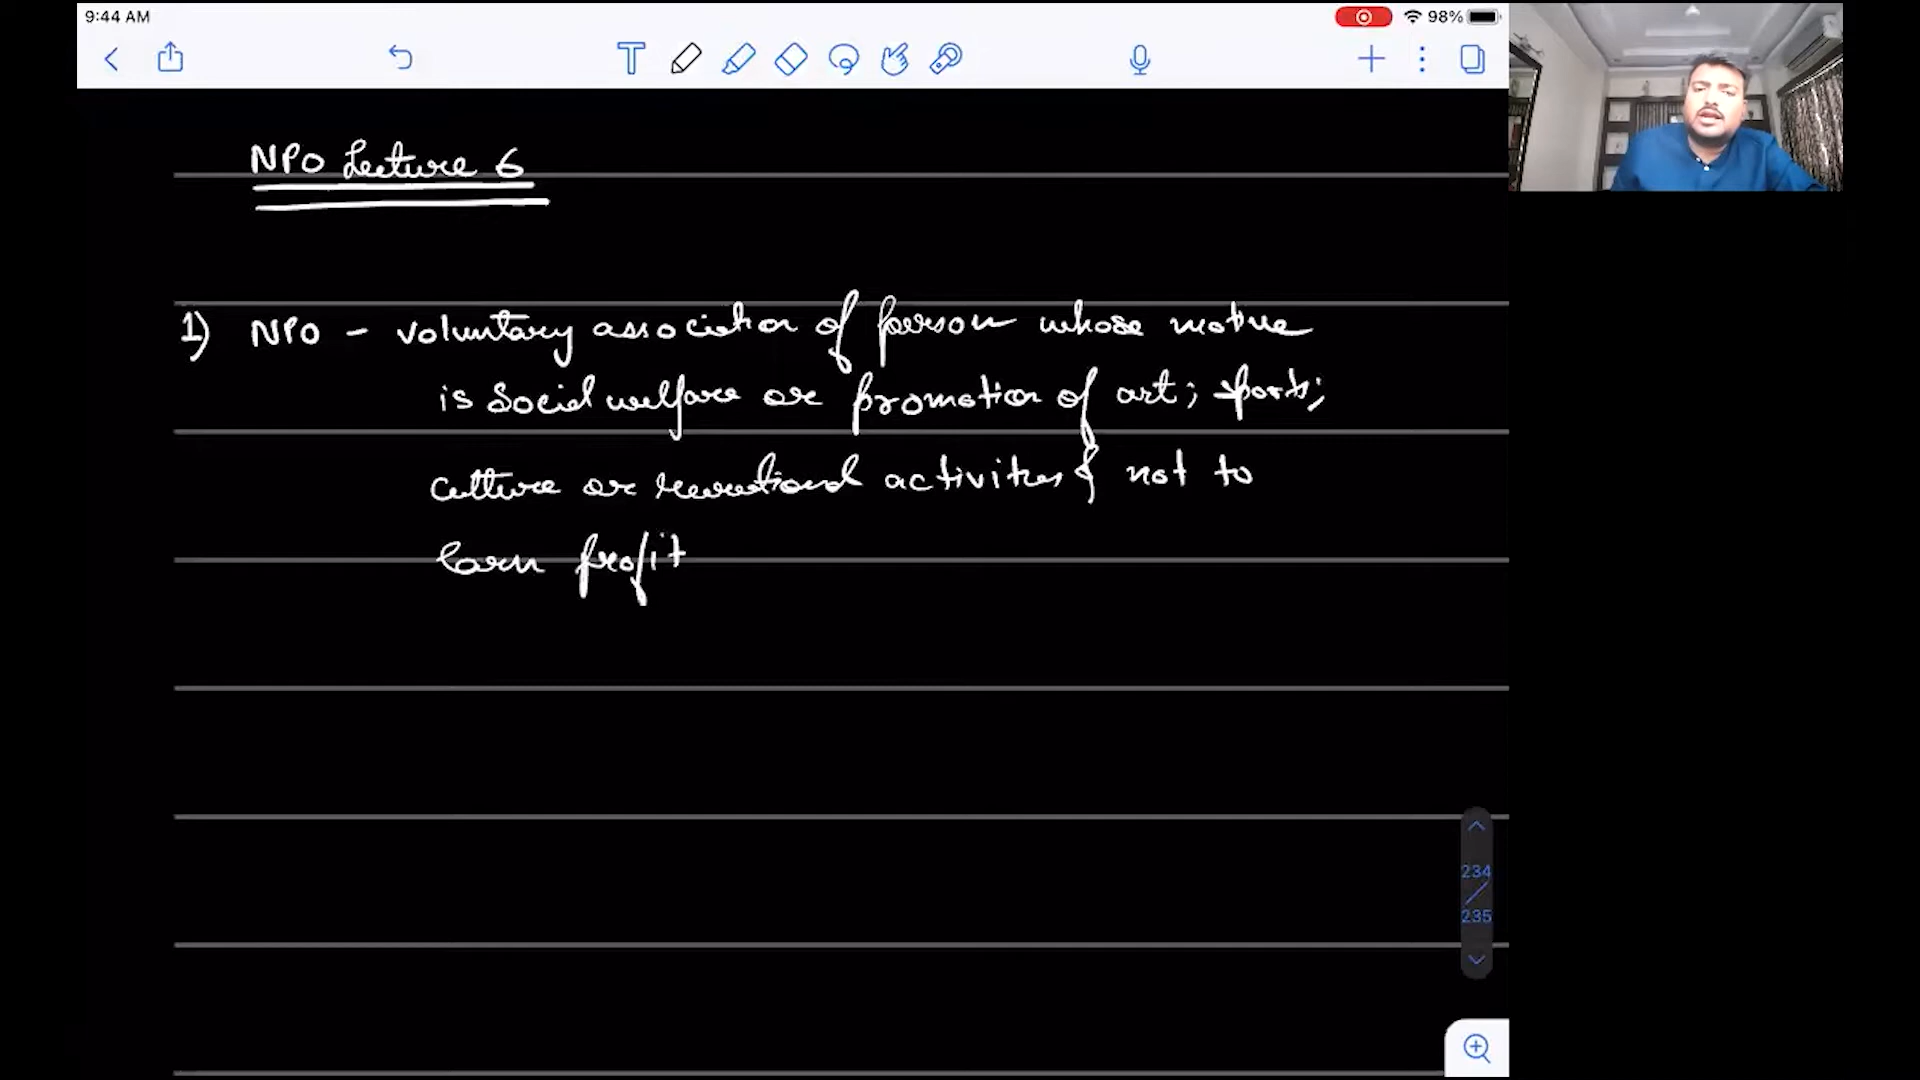 9:44 AM
98%
NPO Lecture 6
1) NPO - voluntary association of person whose motive
is social welfare or promotion of art; sports;
culture or recreational activities & not to
earn profit
234
235